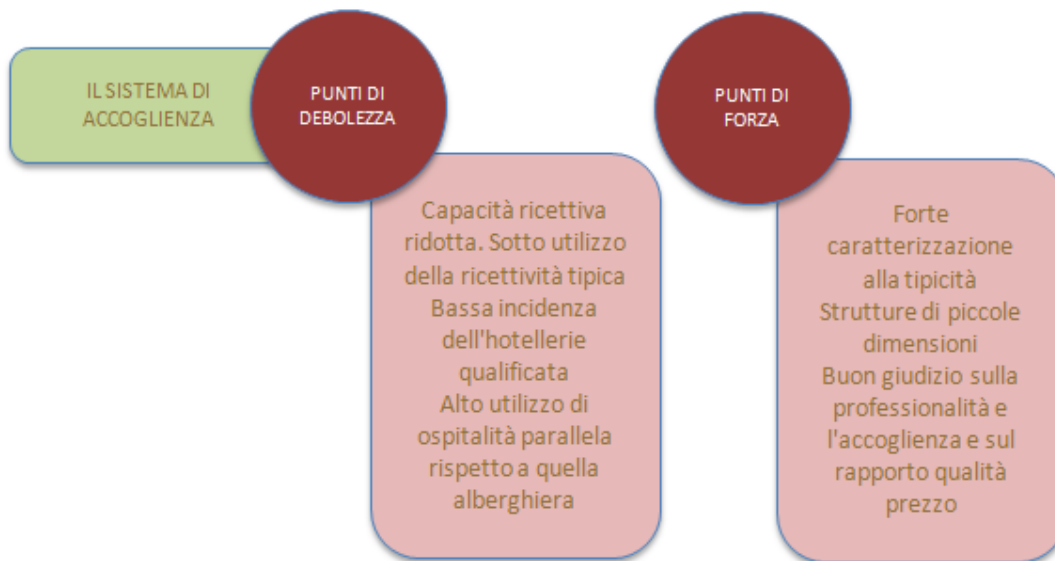 IL SISTEMA DI
ACCOGLIENZA
PUNTI DI
DEBOLEZZA
Capacità ricettiva
ridotta. Sotto utilizzo
della ricettività tipica
Bassa incidenza
dell'hotellerie
qualificata
Alto utilizzo di
ospitalità parallela
rispetto a quella
alberghiera
PUNTI DI
FORZA
Forte
caratterizzazione
alla tipicità
Strutture di piccole
dimensioni
Buon giudizio sulla
professionalità e
l'accoglienza e sul
rapporto qualità
prezzo